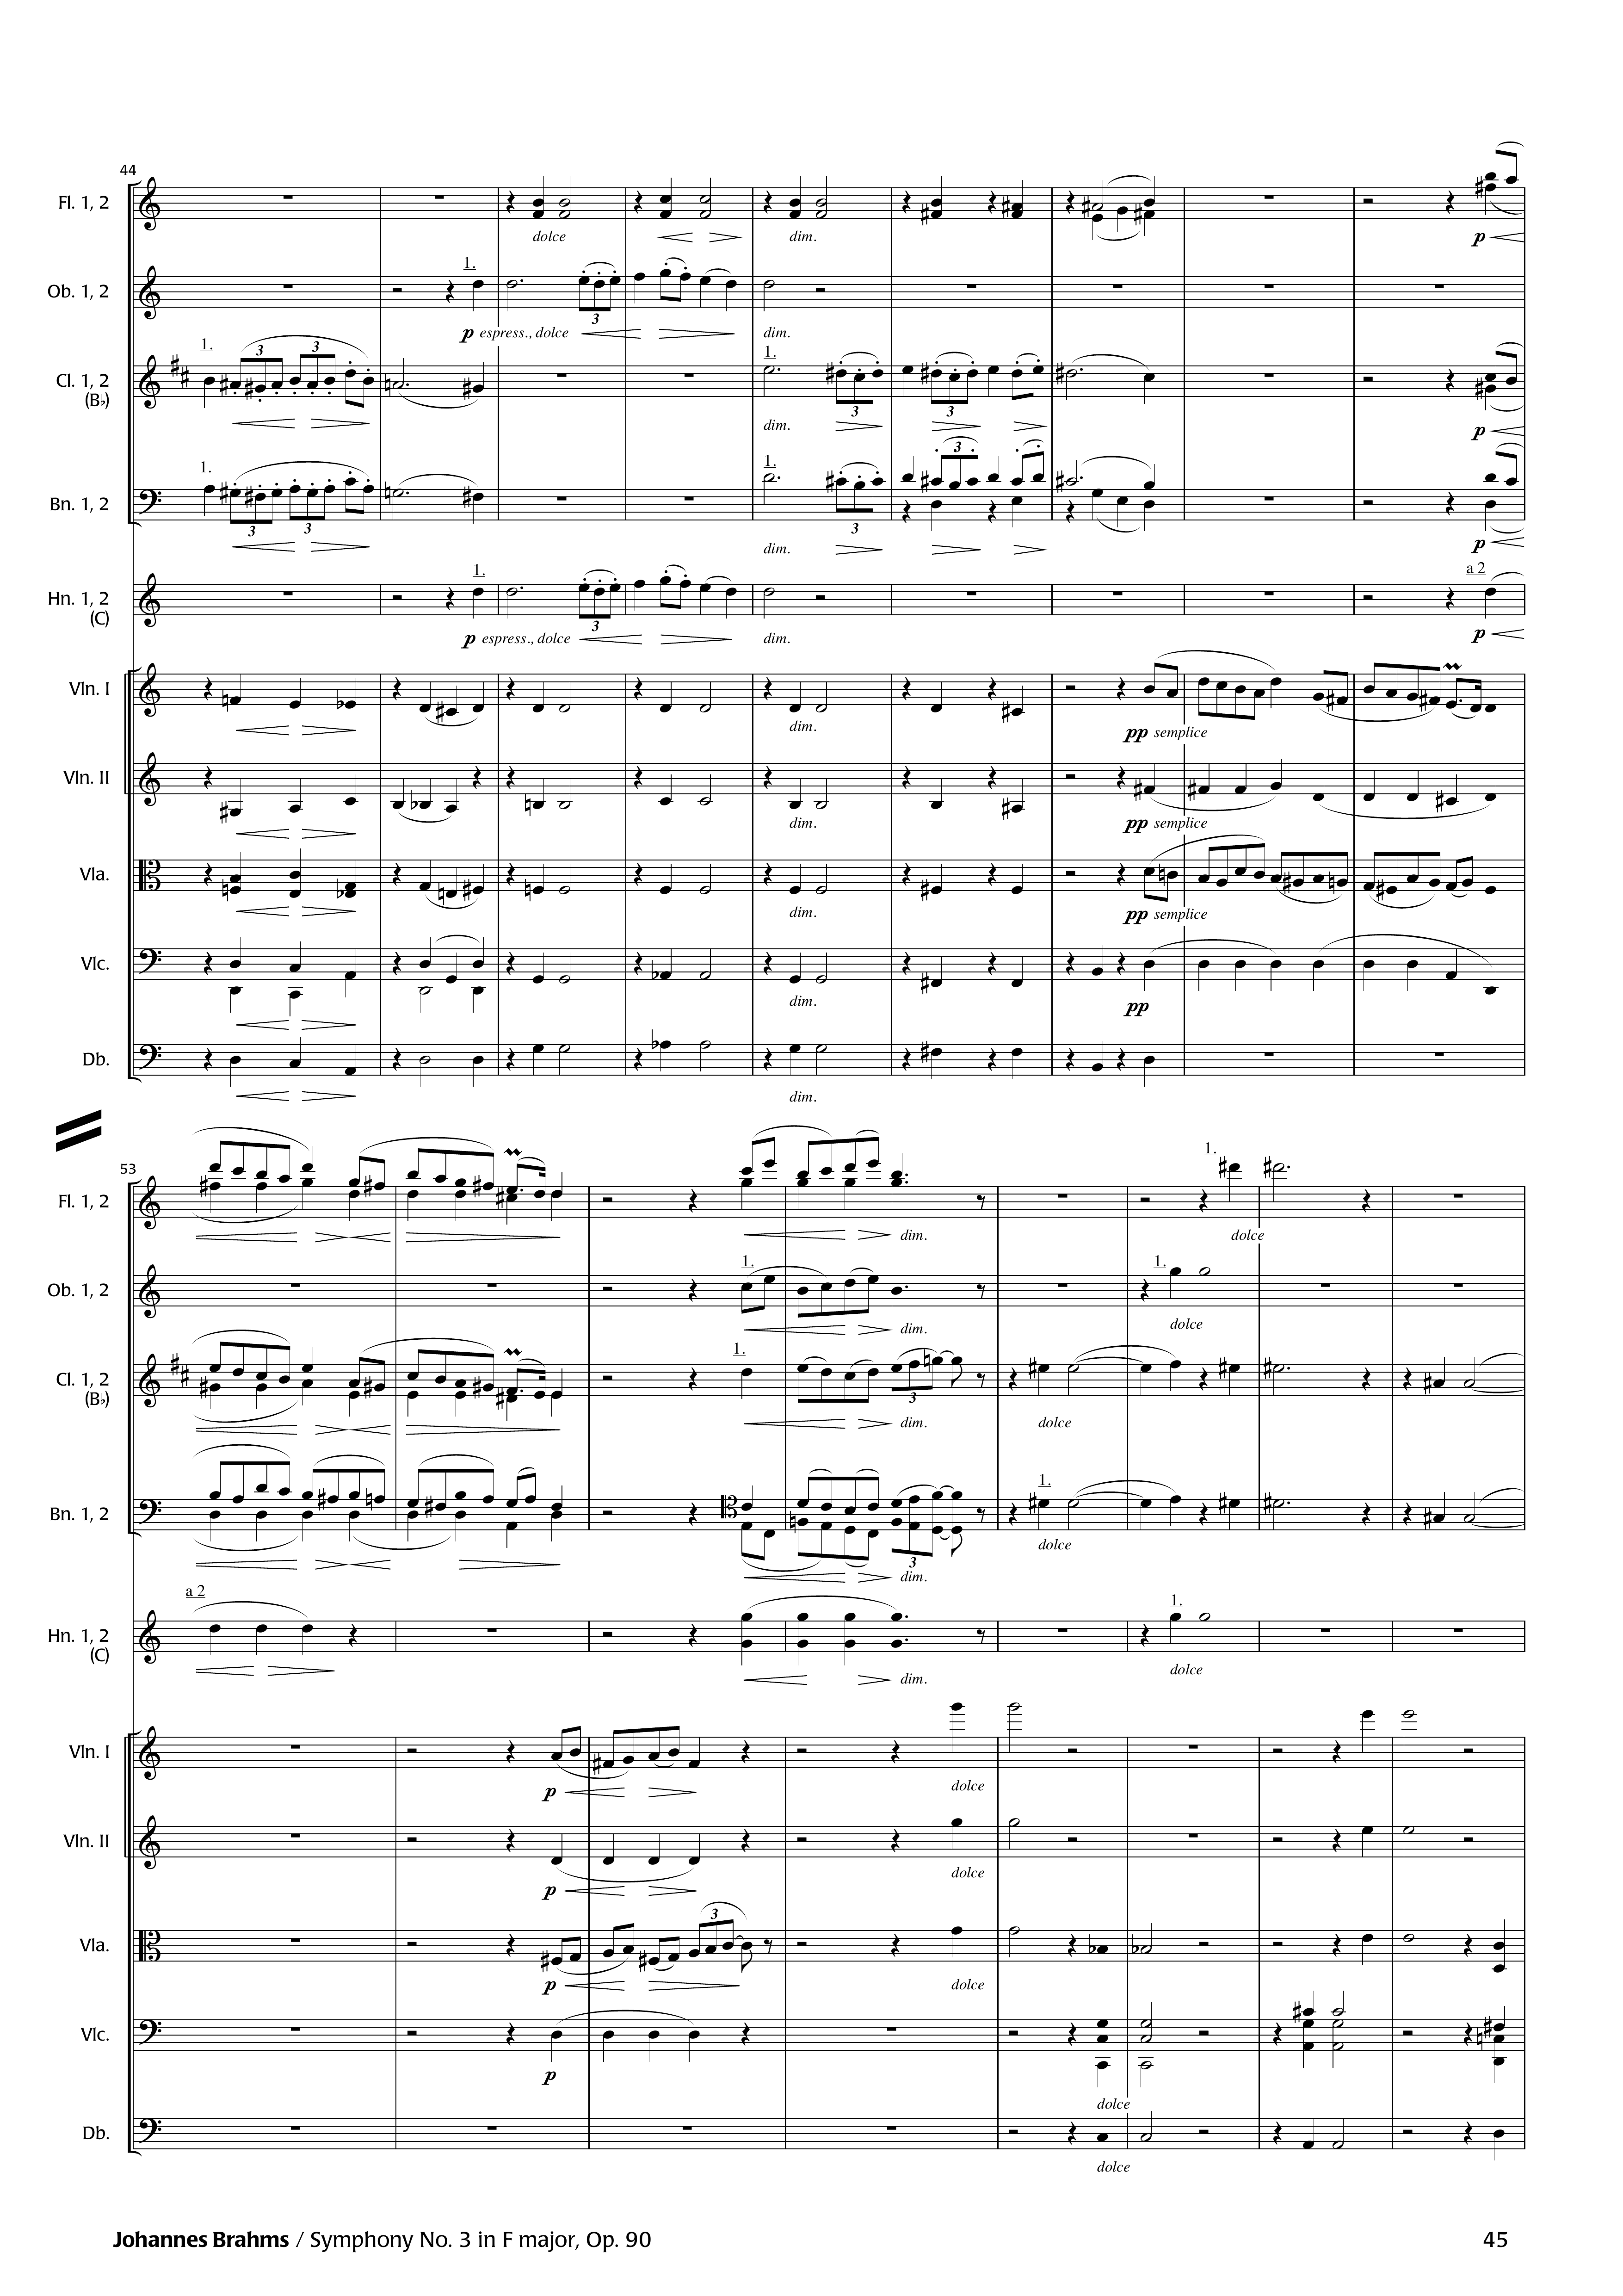 44
Fl. 1, 2
dolce
dim.
p
1.
Ob. 1, 2
p espress., dolce
3
dim.
1.
3
3
1.
Cl. 1, 2
(B♭)
dim.
3
3
p
1.
1.
3
Bn. 1, 2
3
3
dim.
3
p
1.
a 2
Hn. 1, 2
(C)
p espress., dolce
3
dim.
p
Vln. I
dim.
pp semplice
Vln. II
dim.
pp semplice
Vla.
dim.
pp semplice
Vlc.
dim.
pp
Db.
dim.
53
1.
Fl. 1, 2
dim.
dolce
1.
1.
Ob. 1, 2
dim.
dolce
1.
Cl. 1, 2
(B♭)
3
dim.
dolce
1.
Bn. 1, 2
3
dim.
dolce
a 2
1.
Hn. 1, 2
(C)
dim.
dolce
Vln. I
p
dolce
Vln. II
p
dolce
3
Vla.
p
dolce
Vlc.
p
dolce
Db.
dolce
Johannes Brahms / Symphony No. 3 in F major, Op. 90
45